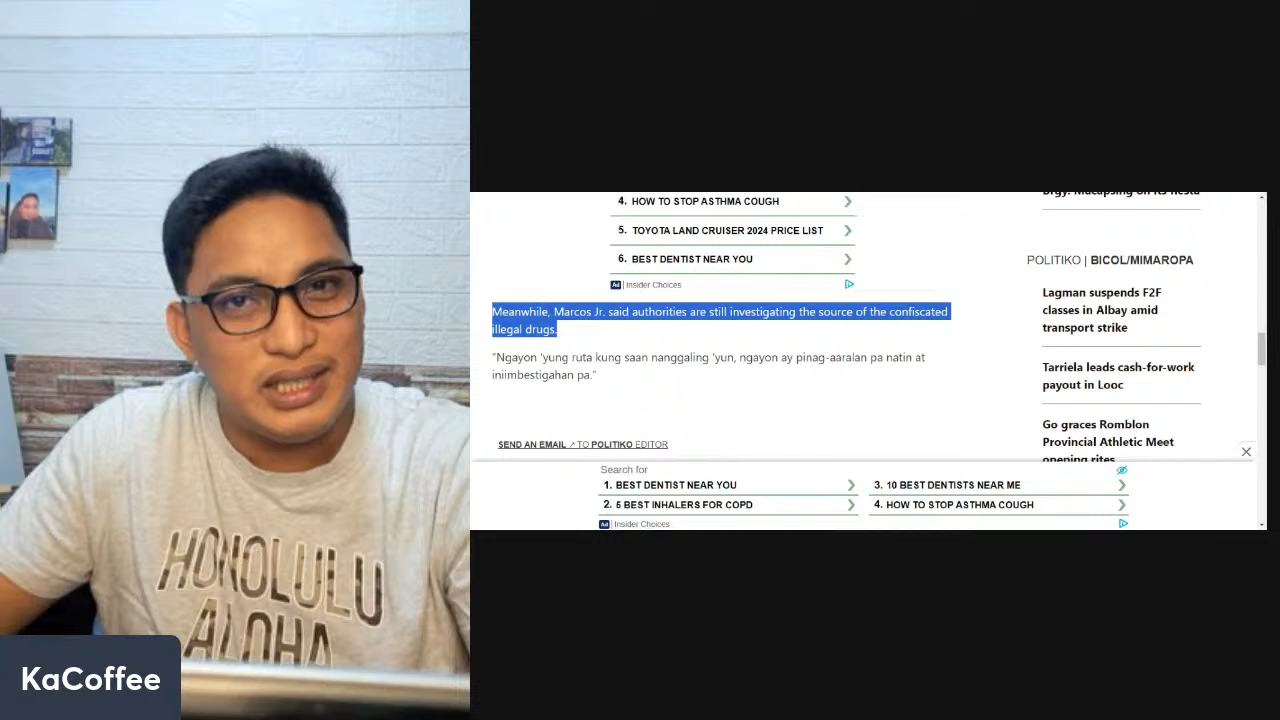 HONOLULU
ALOHA
KaCoffee
4. HOW TO STOP ASTHMA COUGH
5. TOYOTA LAND CRUISER 2024 PRICE LIST
6. BEST DENTIST NEAR YOU
Ad | Insider Choices
Meanwhile, Marcos Jr. said authorities are still investigating the source of the confiscated
illegal drugs.
"Ngayon 'yung ruta kung saan nanggaling 'yun, ngayon ay pinag-aaralan pa natin at
iniimbestigahan pa."
SEND AN EMAIL ↗ TO POLITIKO EDITOR
POLITIKO | BICOL/MIMAROPA
Lagman suspends F2F
classes in Albay amid
transport strike
Tarriela leads cash-for-work
payout in Looc
Go graces Romblon
Provincial Athletic Meet
opening rites
Search for
1. BEST DENTIST NEAR YOU
2. 5 BEST INHALERS FOR COPD
3. 10 BEST DENTISTS NEAR ME
4. HOW TO STOP ASTHMA COUGH
Ad | Insider Choices